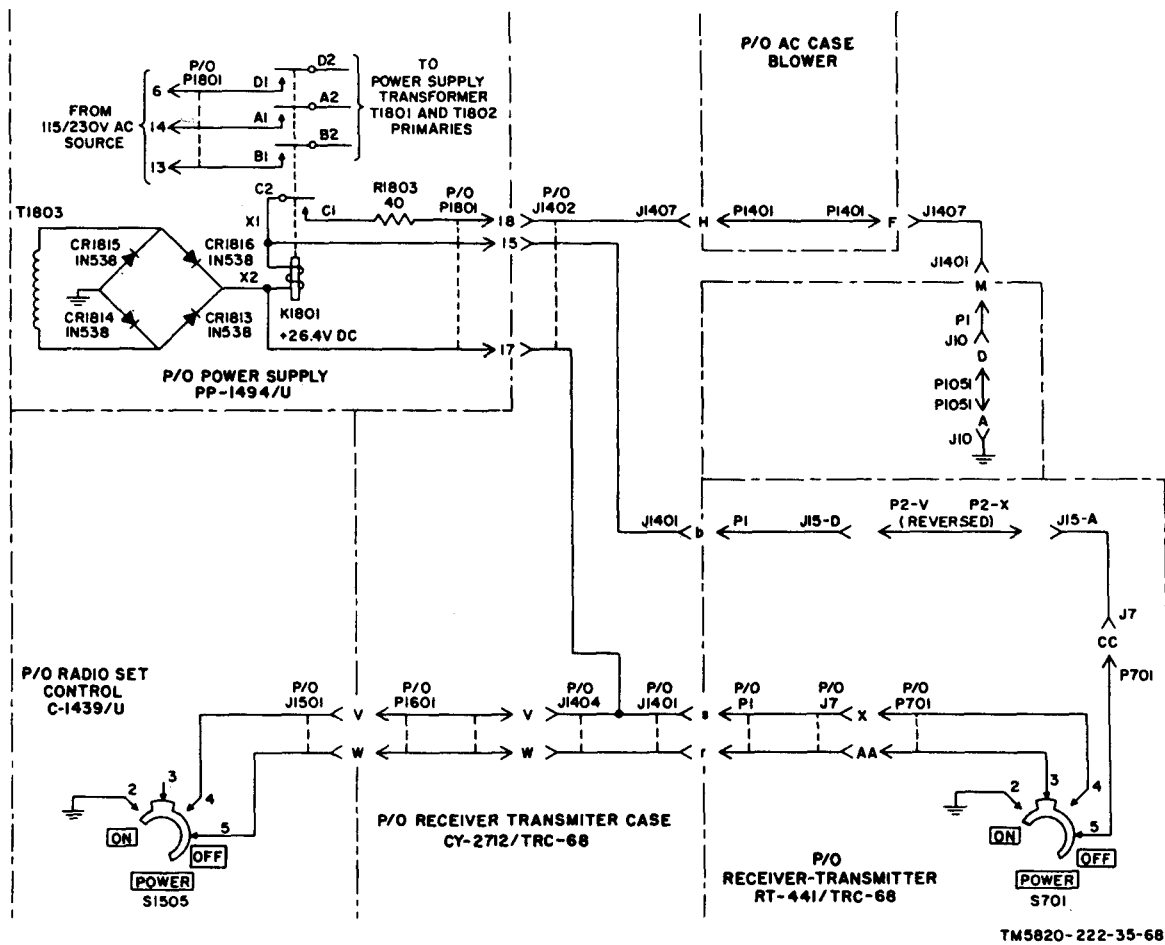 P/O AC CASE
BLOWER
P/O
P1801
D2
TO
POWER SUPPLY
TRANSFORMER
T1801 AND T1802
PRIMARIES
6
D1
FROM
115/230V AC
SOURCE
A2
14
A1
B2
13
B1
C2
C1
R1803
40
P/O
P1801
18
P/O
J1402
J1407
H
P1401
P1401
F
J1407
T1803
X1
15
CR1815
1N538
CR1816
1N538
X2
K1801
J1401
M
P1
J10
D
P1051
P1051
A
J10
CR1814
1N538
CR1813
1N538
+26.4V DC
17
P/O POWER SUPPLY
PP-1494/U
J1401
b
P1
J15-D
P2-V
P2-X
(REVERSED)
J15-A
J7
CC
P701
P/O RADIO SET
CONTROL
C-1439/U
P/O
J1501
V
P/O
P1601
V
P/O
J1404
P/O
J1401
s
P/O
P1
P/O
J7
X
P/O
P701
W
W
r
AA
2
3
4
5
ON
OFF
POWER
S1505
P/O RECEIVER TRANSMITER CASE
CY-2712/TRC-68
P/O
RECEIVER-TRANSMITTER
RT-441/TRC-68
2
3
4
5
ON
OFF
POWER
S701
TM5820-222-35-68